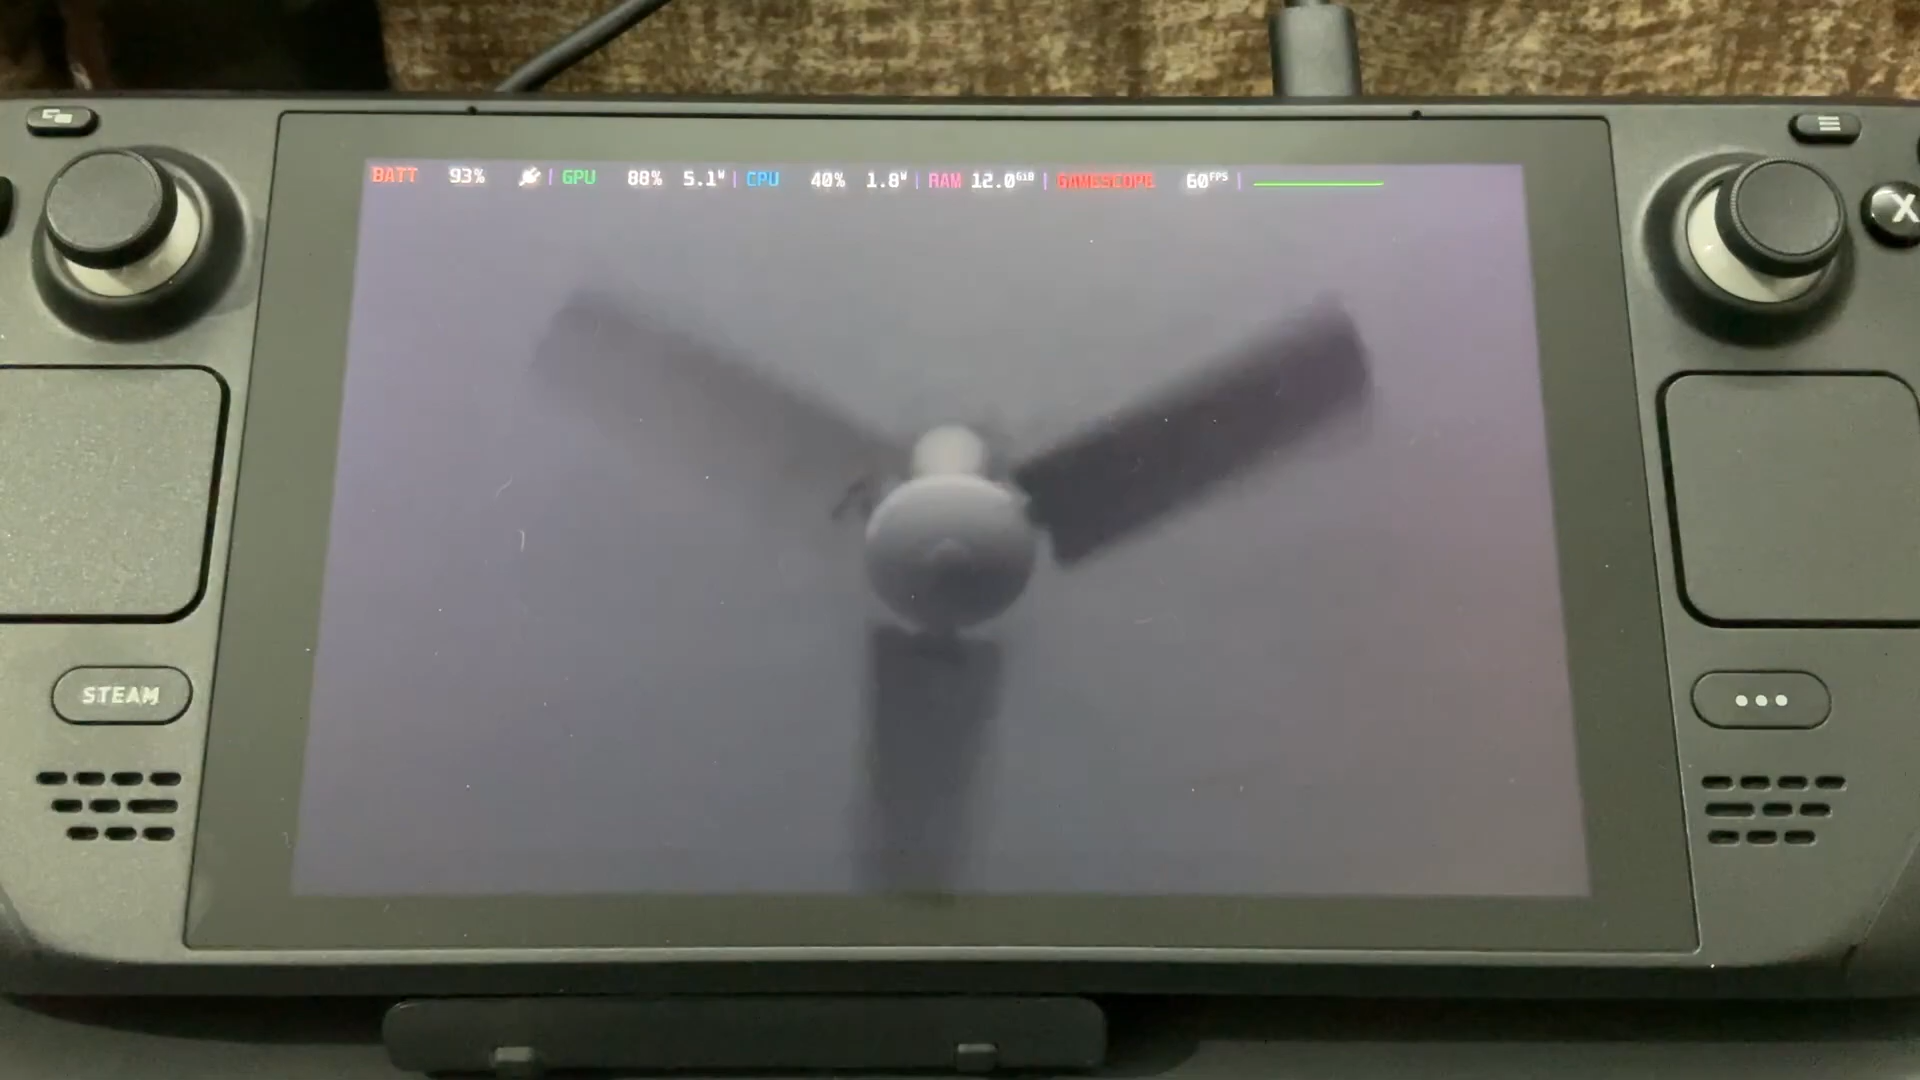 BATT 93% GPU 88% 5.1W CPU 40% 1.8W RAM 12.0GiB GAMESCOPE 60FPS
X
STEAM